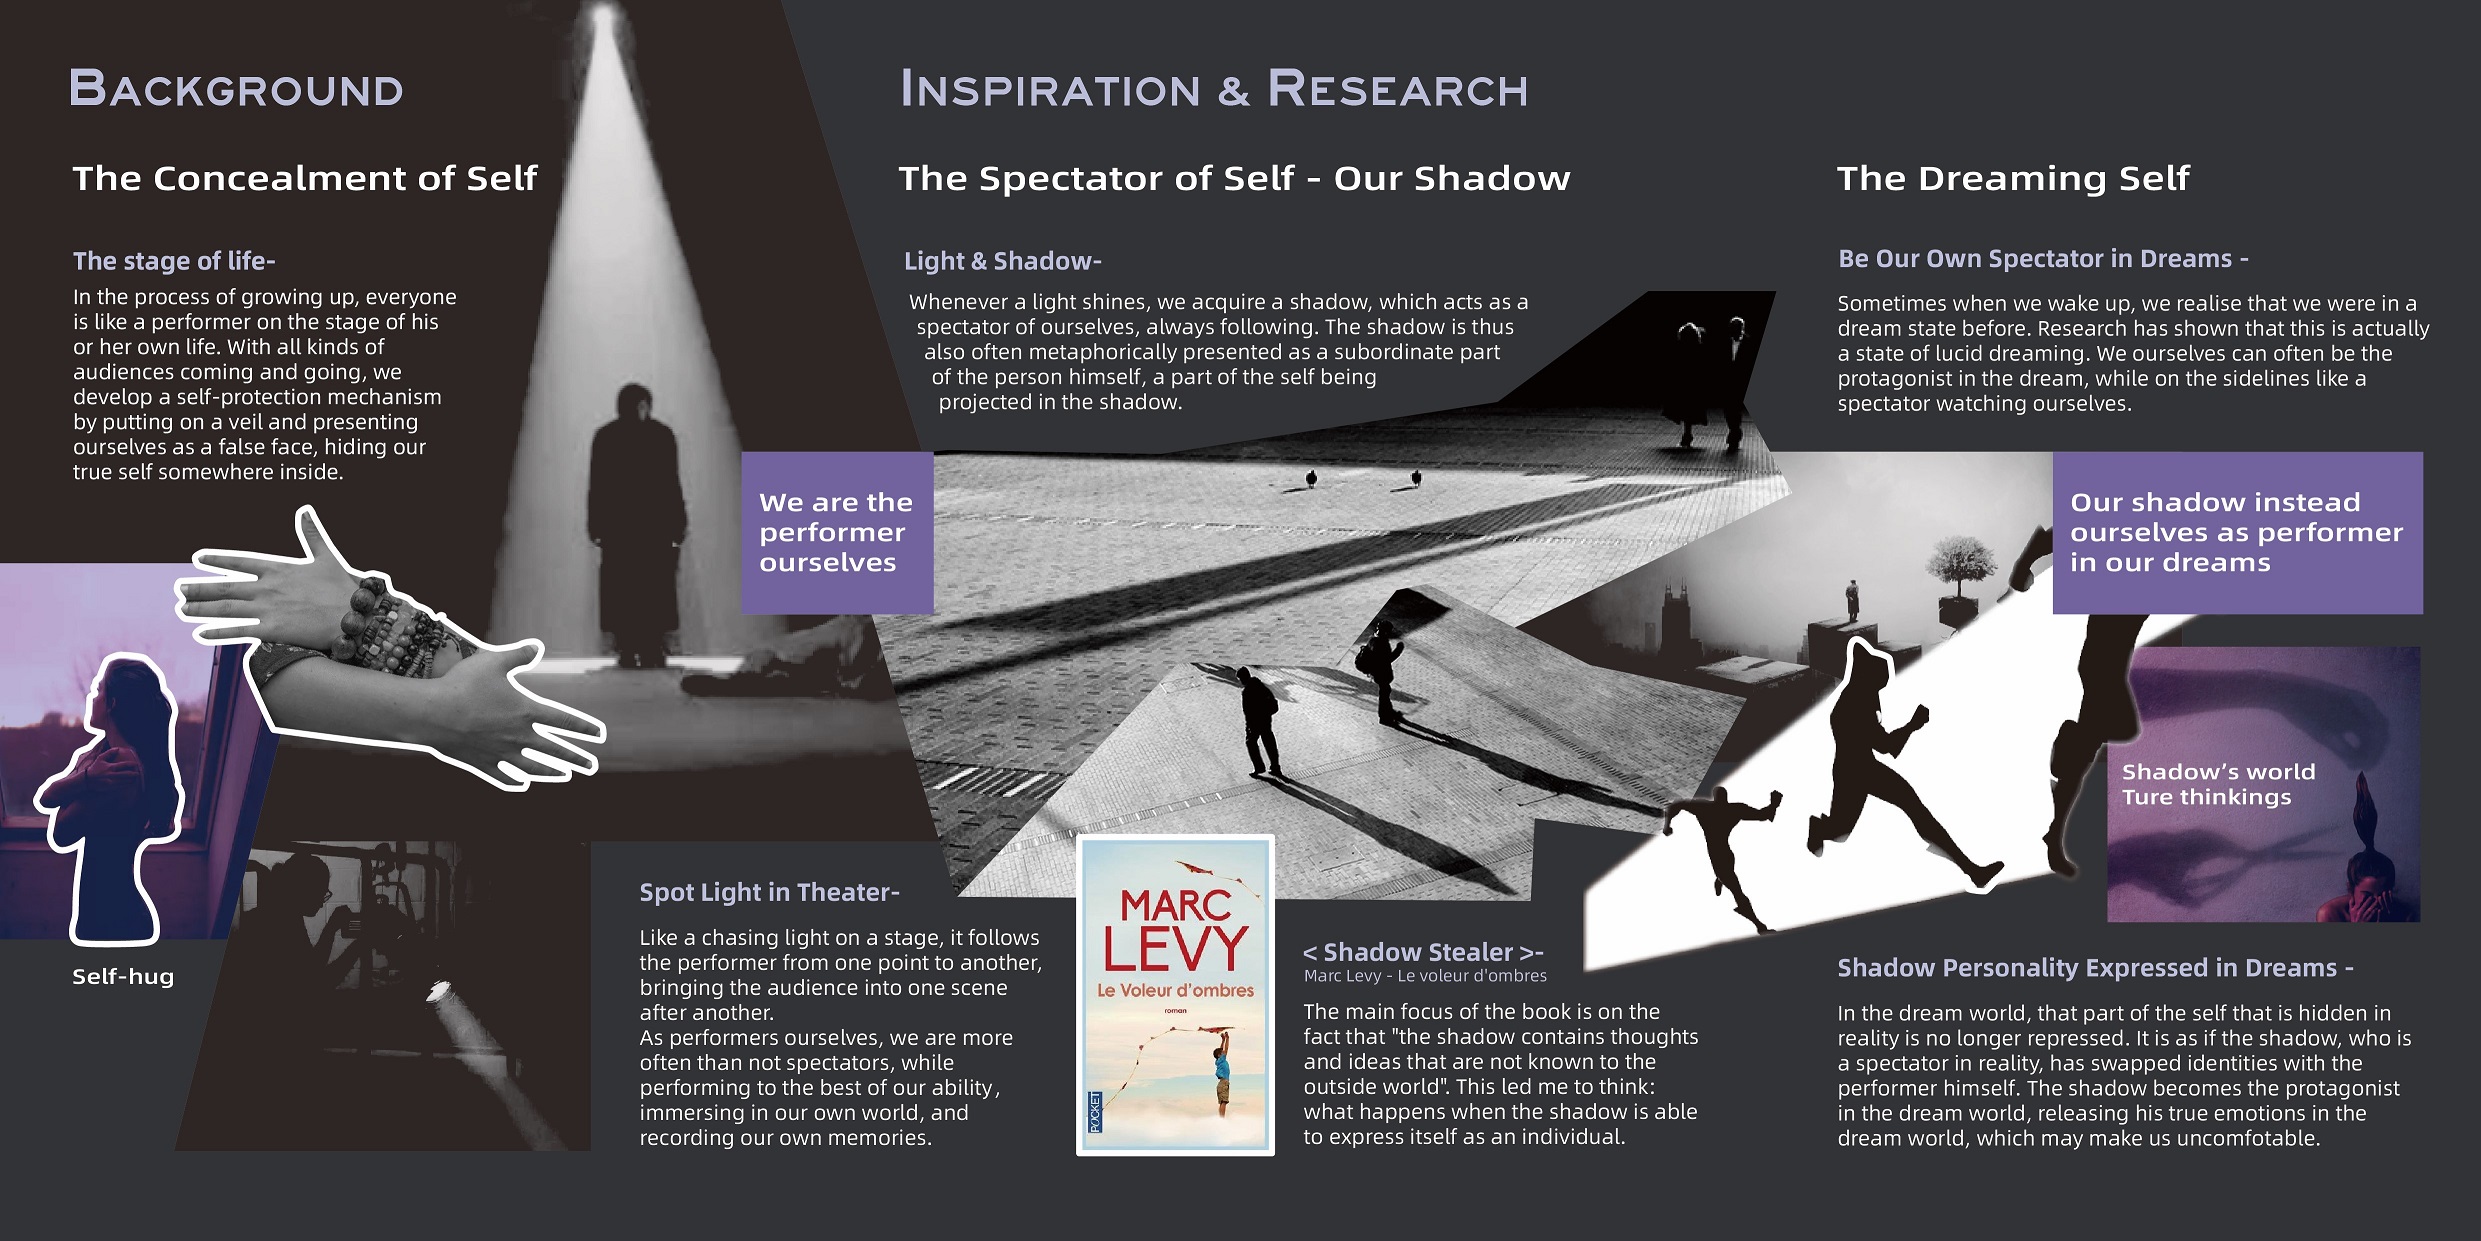 BACKGROUND
The Concealment of Self
The stage of life-
In the process of growing up, everyone
is like a performer on the stage of his
or her own life. With all kinds of
audiences coming and going, we
develop a self-protection mechanism
by putting on a veil and presenting
ourselves as a false face, hiding our
true self somewhere inside.
We are the
performer
ourselves
Self-hug
Spot Light in Theater-
Like a chasing light on a stage, it follows
the performer from one point to another,
bringing the audience into one scene
after another.
As performers ourselves, we are more
often than not spectators, while
performing to the best of our ability,
immersing in our own world, and
recording our own memories.
INSPIRATION & RESEARCH
The Spectator of Self - Our Shadow
Light & Shadow-
Whenever a light shines, we acquire a shadow, which acts as a
spectator of ourselves, always following. The shadow is thus
also often metaphorically presented as a subordinate part
of the person himself, a part of the self being
projected in the shadow.
MARC
LEVY
Le Voleur d'ombres
roman
POCKET
< Shadow Stealer >-
Marc Levy - Le voleur d'ombres
The main focus of the book is on the
fact that "the shadow contains thoughts
and ideas that are not known to the
outside world". This led me to think:
what happens when the shadow is able
to express itself as an individual.
The Dreaming Self
Be Our Own Spectator in Dreams -
Sometimes when we wake up, we realise that we were in a
dream state before. Research has shown that this is actually
a state of lucid dreaming. We ourselves can often be the
protagonist in the dream, while on the sidelines like a
spectator watching ourselves.
Our shadow instead
ourselves as performer
in our dreams
Shadow's world
Ture thinkings
Shadow Personality Expressed in Dreams -
In the dream world, that part of the self that is hidden in
reality is no longer repressed. It is as if the shadow, who is
a spectator in reality, has swapped identities with the
performer himself. The shadow becomes the protagonist
in the dream world, releasing his true emotions in the
dream world, which may make us uncomfotable.